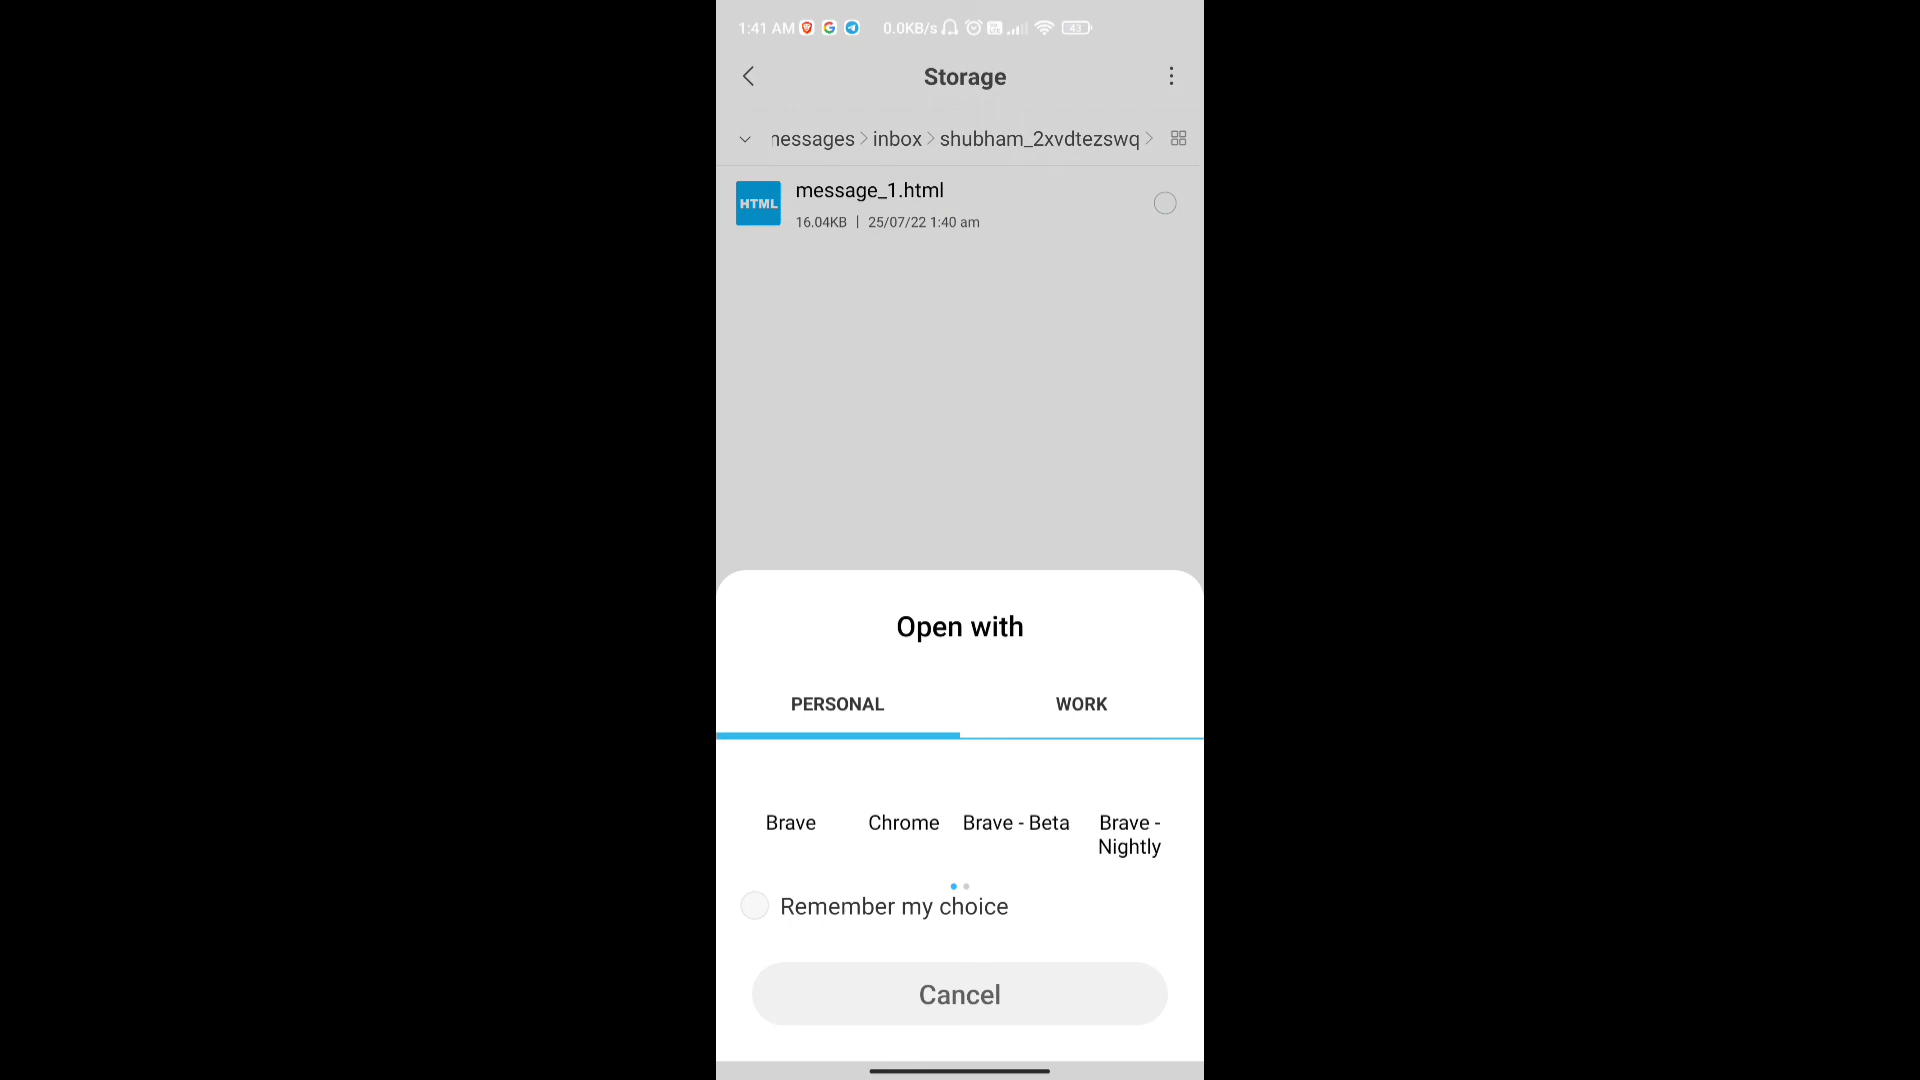 1:41 AM 0.0KB/s 43
Storage
messages inbox shubham_2xvdtezswq
HTML
message_1.html
16.04KB | 25/07/22 1:40 am
Open with
PERSONAL WORK
Brave Chrome Brave - Beta Brave -
Nightly
Remember my choice
Cancel